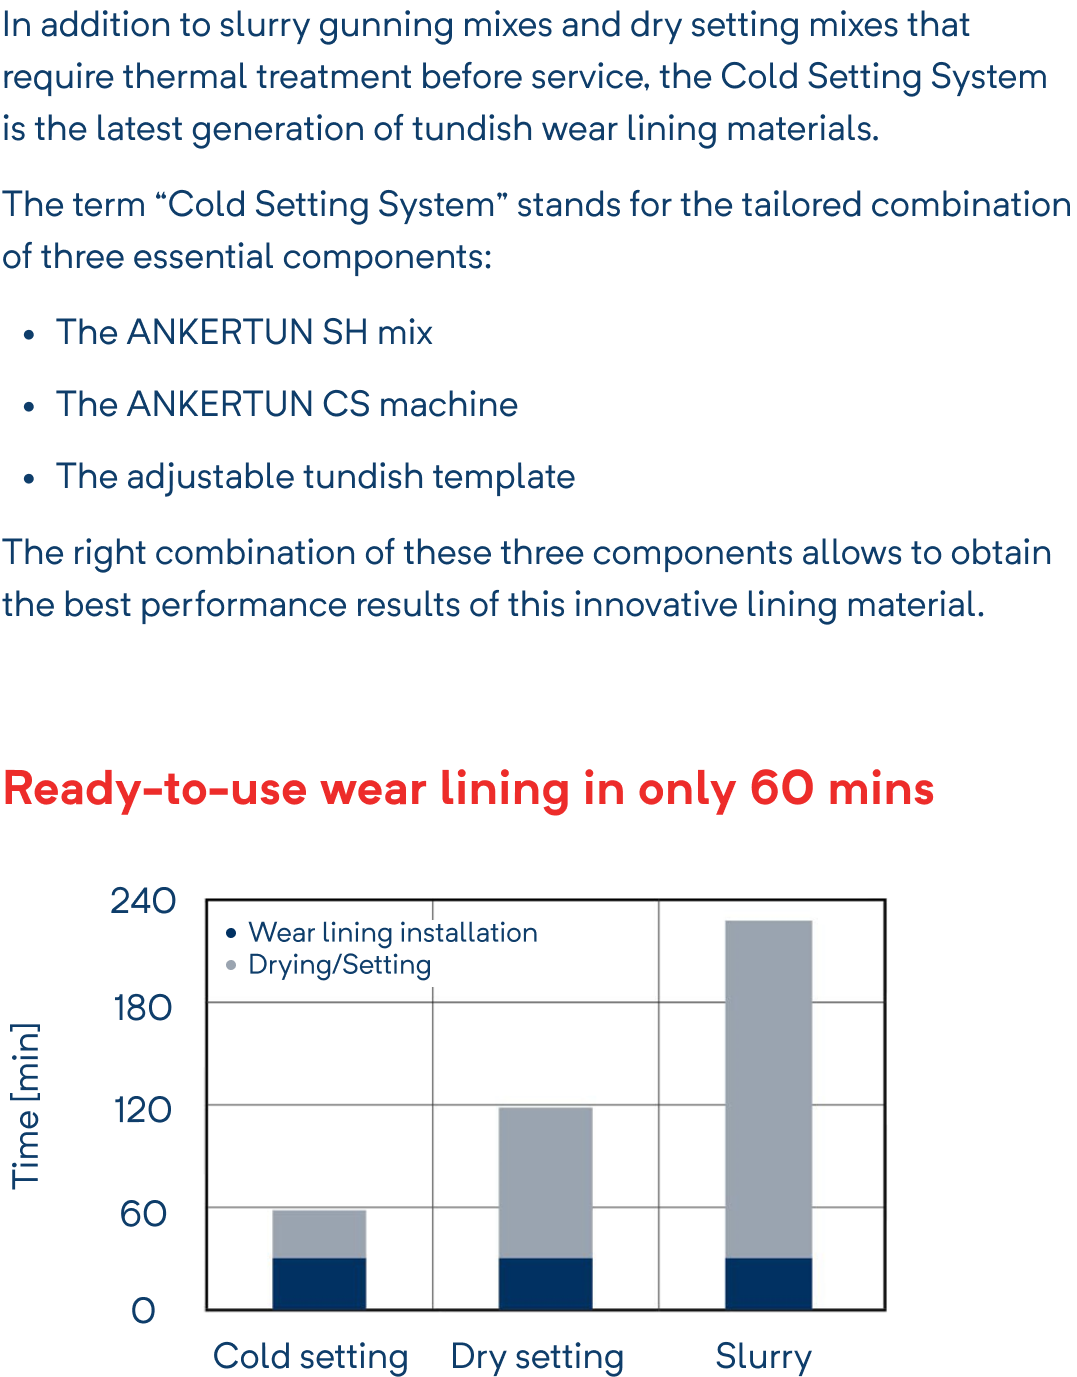 In addition to slurry gunning mixes and dry setting mixes that
require thermal treatment before service, the Cold Setting System
is the latest generation of tundish wear lining materials.
The term “Cold Setting System” stands for the tailored combination
of three essential components:
• The ANKERTUN SH mix
• The ANKERTUN CS machine
• The adjustable tundish template
The right combination of these three components allows to obtain
the best performance results of this innovative lining material.
Ready-to-use wear lining in only 60 mins
240
• Wear lining installation
• Drying/Setting
180
Time [min]
120
60
0
Cold setting Dry setting Slurry